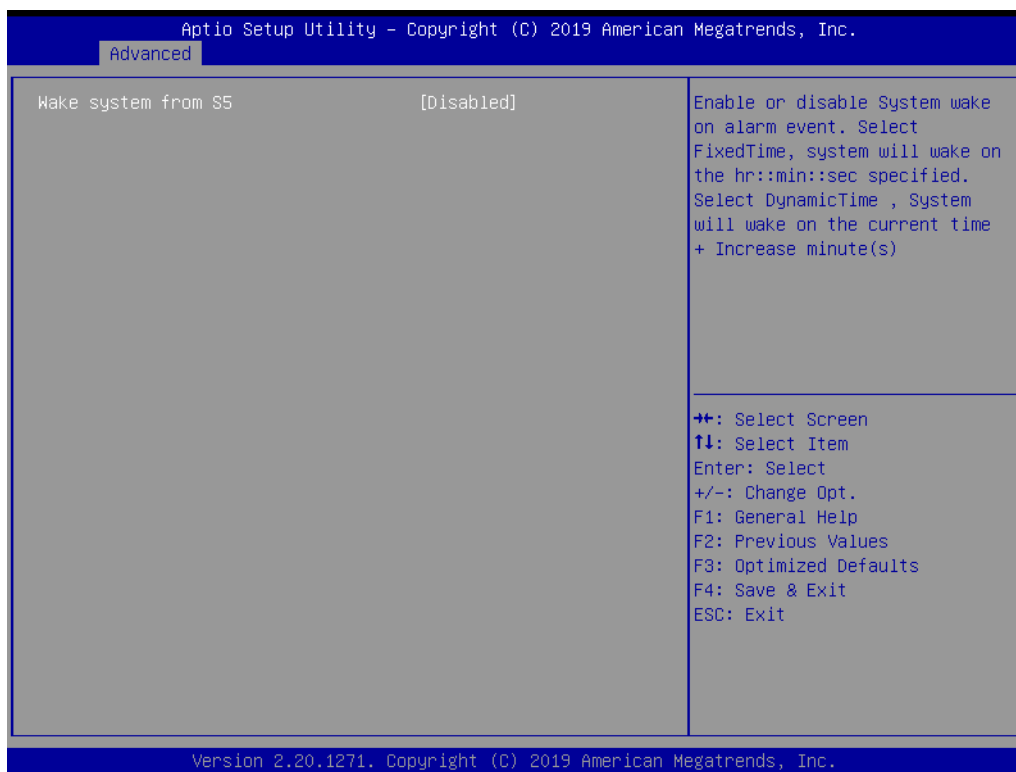 Aptio Setup Utility – Copyright (C) 2019 American Megatrends, Inc.
Advanced
Wake system from S5 [Disabled]
Enable or disable System wake
on alarm event. Select
FixedTime, system will wake on
the hr::min::sec specified.
Select DynamicTime , System
will wake on the current time
+ Increase minute(s)
→←: Select Screen
↑↓: Select Item
Enter: Select
+/-: Change Opt.
F1: General Help
F2: Previous Values
F3: Optimized Defaults
F4: Save & Exit
ESC: Exit
Version 2.20.1271. Copyright (C) 2019 American Megatrends, Inc.